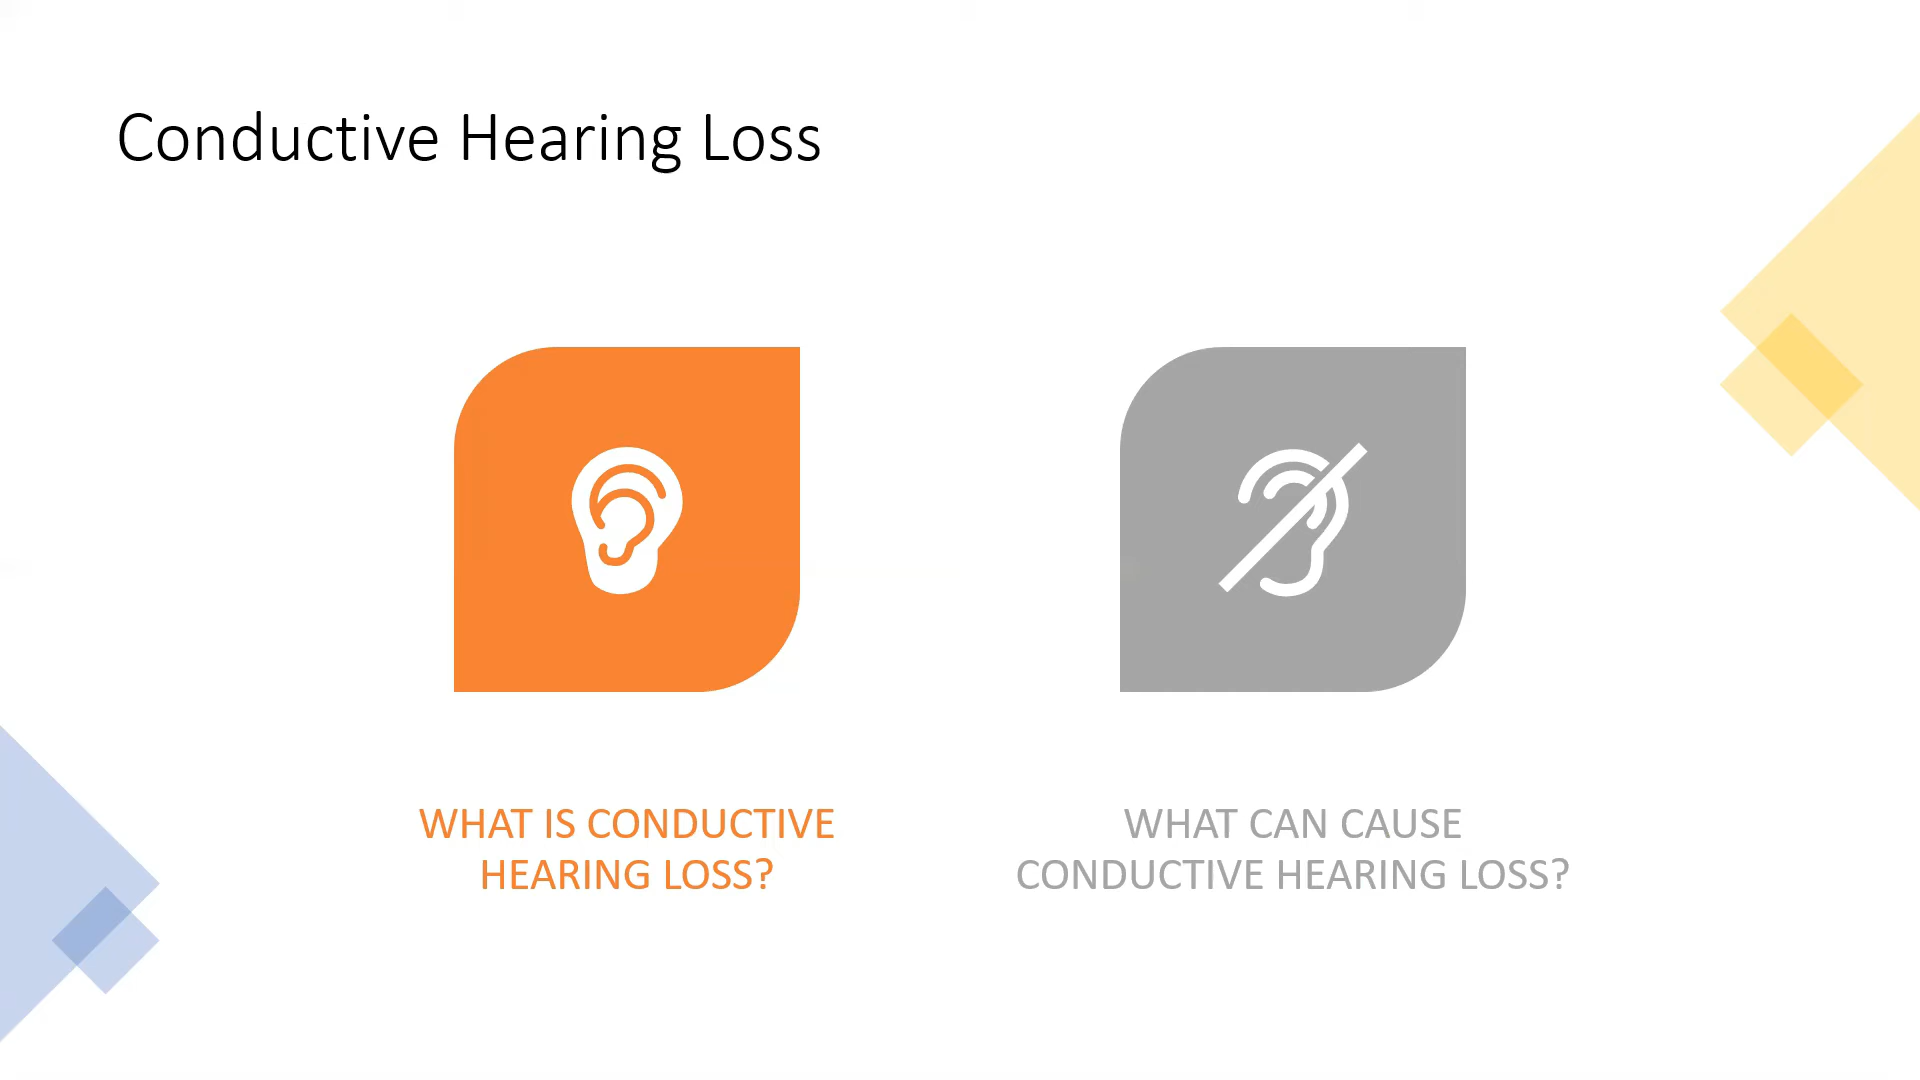 Conductive Hearing Loss
WHAT IS CONDUCTIVE
HEARING LOSS?
WHAT CAN CAUSE
CONDUCTIVE HEARING LOSS?